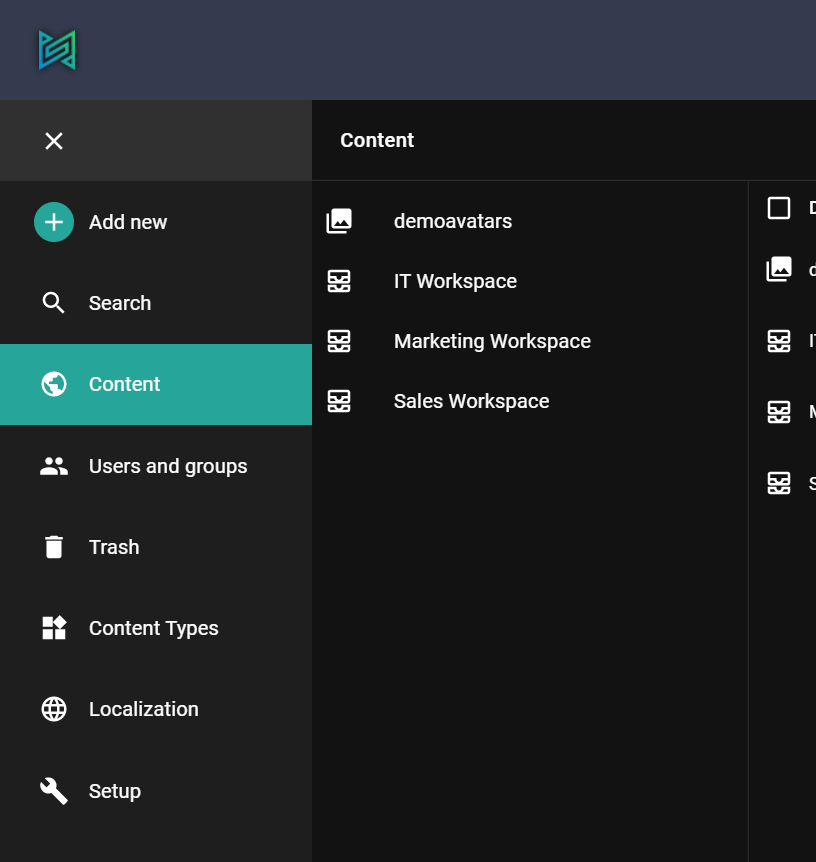 Content
Add new
Search
Content
Users and groups
Trash
Content Types
Localization
Setup
demoavatars
IT Workspace
Marketing Workspace
Sales Workspace